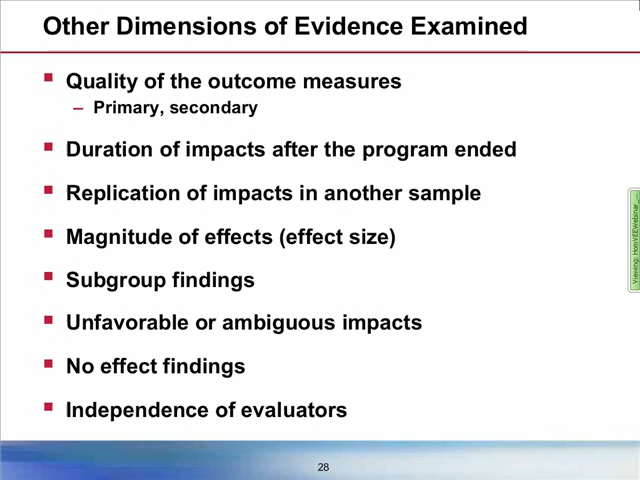 Other Dimensions of Evidence Examined
Quality of the outcome measures
– Primary, secondary
Duration of impacts after the program ended
Replication of impacts in another sample
Magnitude of effects (effect size)
Subgroup findings
Unfavorable or ambiguous impacts
No effect findings
Independence of evaluators
28
Viewing: HomVEEWebinar_...